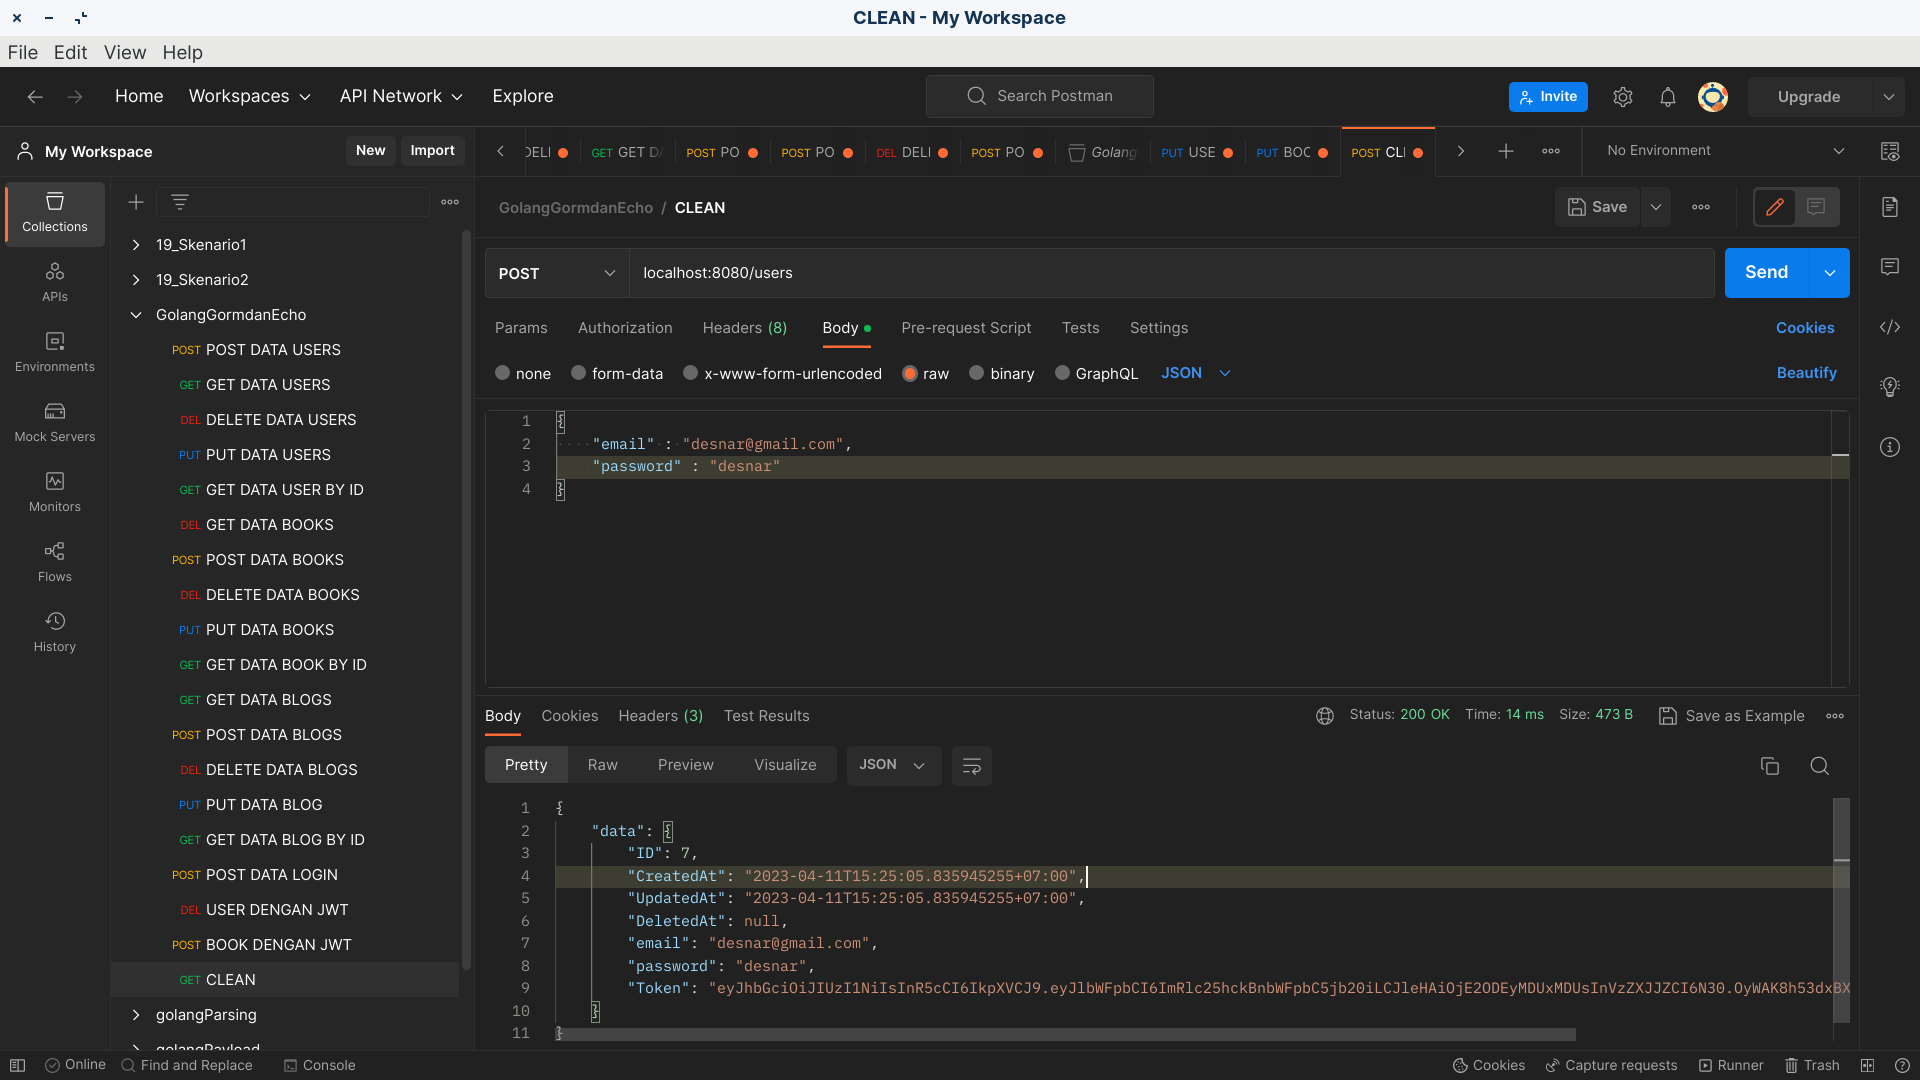 CLEAN - My Workspace
File Edit View Help
Home Workspaces API Network Explore
Search Postman
Invite
Upgrade
My Workspace
New Import
DELI GET GET DA POST PO POST PO DEL DELI POST PO Golang PUT USE PUT BOC POST CLI
No Environment
Collections
APIs
Environments
Mock Servers
Monitors
Flows
History
19_Skenario1
19_Skenario2
GolangGormdanEcho
POST POST DATA USERS
GET GET DATA USERS
DEL DELETE DATA USERS
PUT PUT DATA USERS
GET GET DATA USER BY ID
DEL GET DATA BOOKS
POST POST DATA BOOKS
DEL DELETE DATA BOOKS
PUT PUT DATA BOOKS
GET GET DATA BOOK BY ID
GET GET DATA BLOGS
POST POST DATA BLOGS
DEL DELETE DATA BLOGS
PUT PUT DATA BLOG
GET GET DATA BLOG BY ID
POST POST DATA LOGIN
DEL USER DENGAN JWT
POST BOOK DENGAN JWT
GET CLEAN
golangParsing
golangPayload
GolangGormdanEcho / CLEAN
Save
POST localhost:8080/users
Send
Params Authorization Headers (8) Body Pre-request Script Tests Settings
Cookies
none form-data x-www-form-urlencoded raw binary GraphQL JSON
Beautify
1 {
2 "email" : "desnar@gmail.com",
3 "password" : "desnar"
4 }
Body Cookies Headers (3) Test Results
Status: 200 OK Time: 14 ms Size: 473 B Save as Example
Pretty Raw Preview Visualize JSON
1 {
2 "data": {
3 "ID": 7,
4 "CreatedAt": "2023-04-11T15:25:05.835945255+07:00",
5 "UpdatedAt": "2023-04-11T15:25:05.835945255+07:00",
6 "DeletedAt": null,
7 "email": "desnar@gmail.com",
8 "password": "desnar",
9 "Token": "eyJhbGciOiJIUzI1NiIsInR5cCI6IkpXVCJ9.eyJlbWFpbCI6ImRlc25hckBnbWFpbC5jb20iLCJleHAiOjE2ODEyMDUxMDUsInVzZXJJZCI6N30.OyWAK8h53dxBX
10 }
11 }
Online Find and Replace Console
Cookies Capture requests Runner Trash